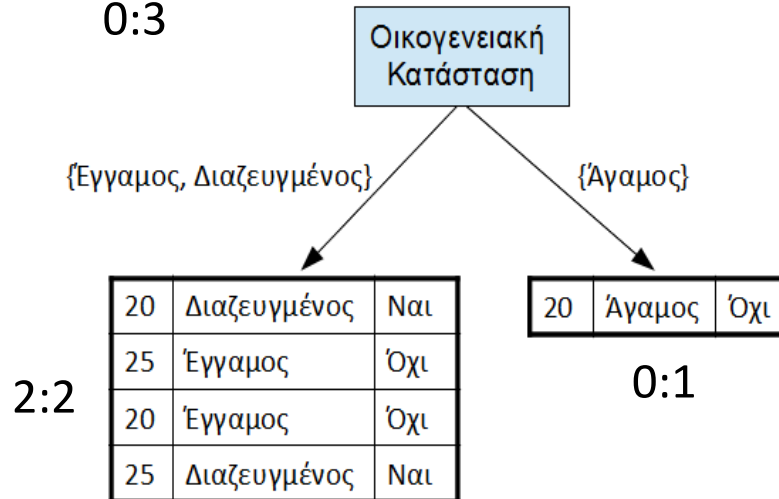 0:3
Οικογενειακή
Κατάσταση
{Έγγαμος, Διαζευγμένος}
{Άγαμος}
20 Διαζευγμένος Ναι
25 Έγγαμος Όχι
20 Έγγαμος Όχι
25 Διαζευγμένος Ναι
2:2
20 Άγαμος Όχι
0:1